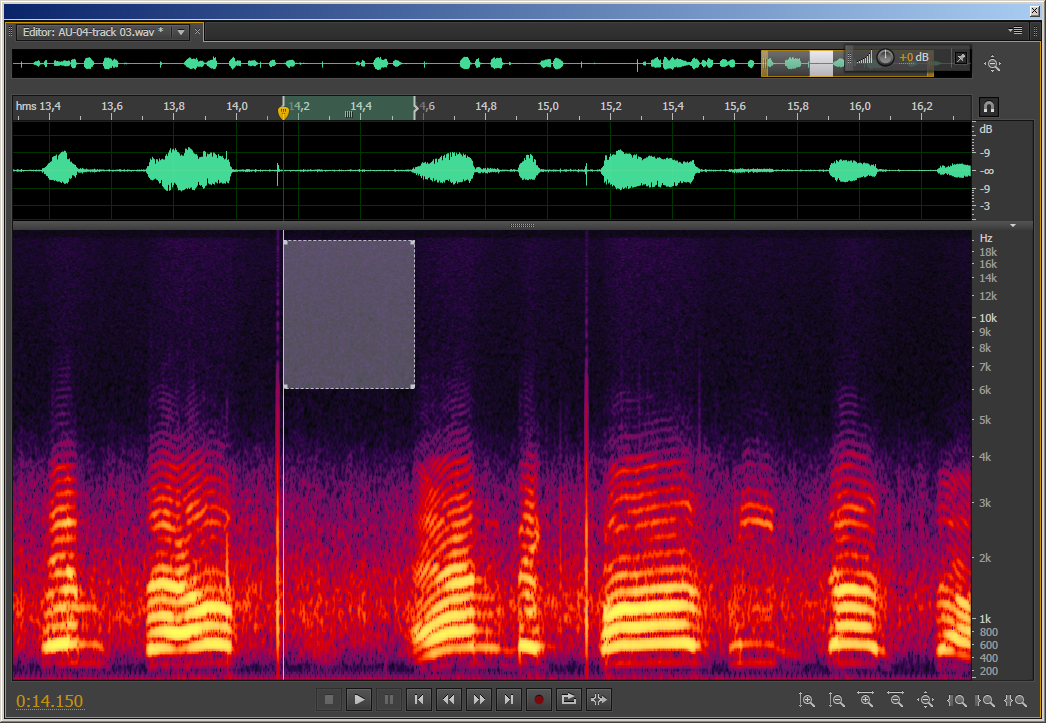 Editor: AU-04-track 03.wav *
+0 dB
hms 13,4 13,6 13,8 14,0 14,2 14,4 14,6 14,8 15,0 15,2 15,4 15,6 15,8 16,0 16,2
dB
-9
-∞
-9
-3
Hz
18k
16k
14k
12k
10k
9k
8k
7k
6k
5k
4k
3k
2k
1k
800
600
400
200
0:14.150